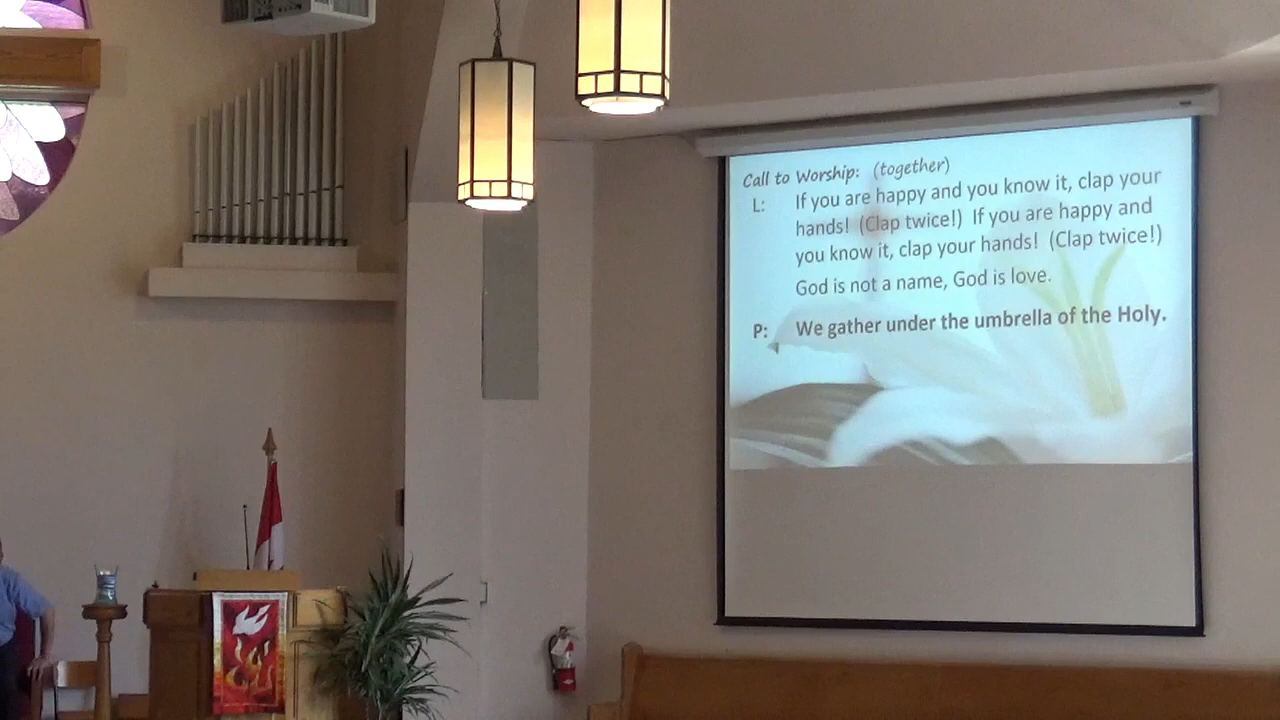 Call to Worship: (together)
L: If you are happy and you know it, clap your
hands! (Clap twice!) If you are happy and
you know it, clap your hands! (Clap twice!)
God is not a name, God is love.
P: We gather under the umbrella of the Holy.